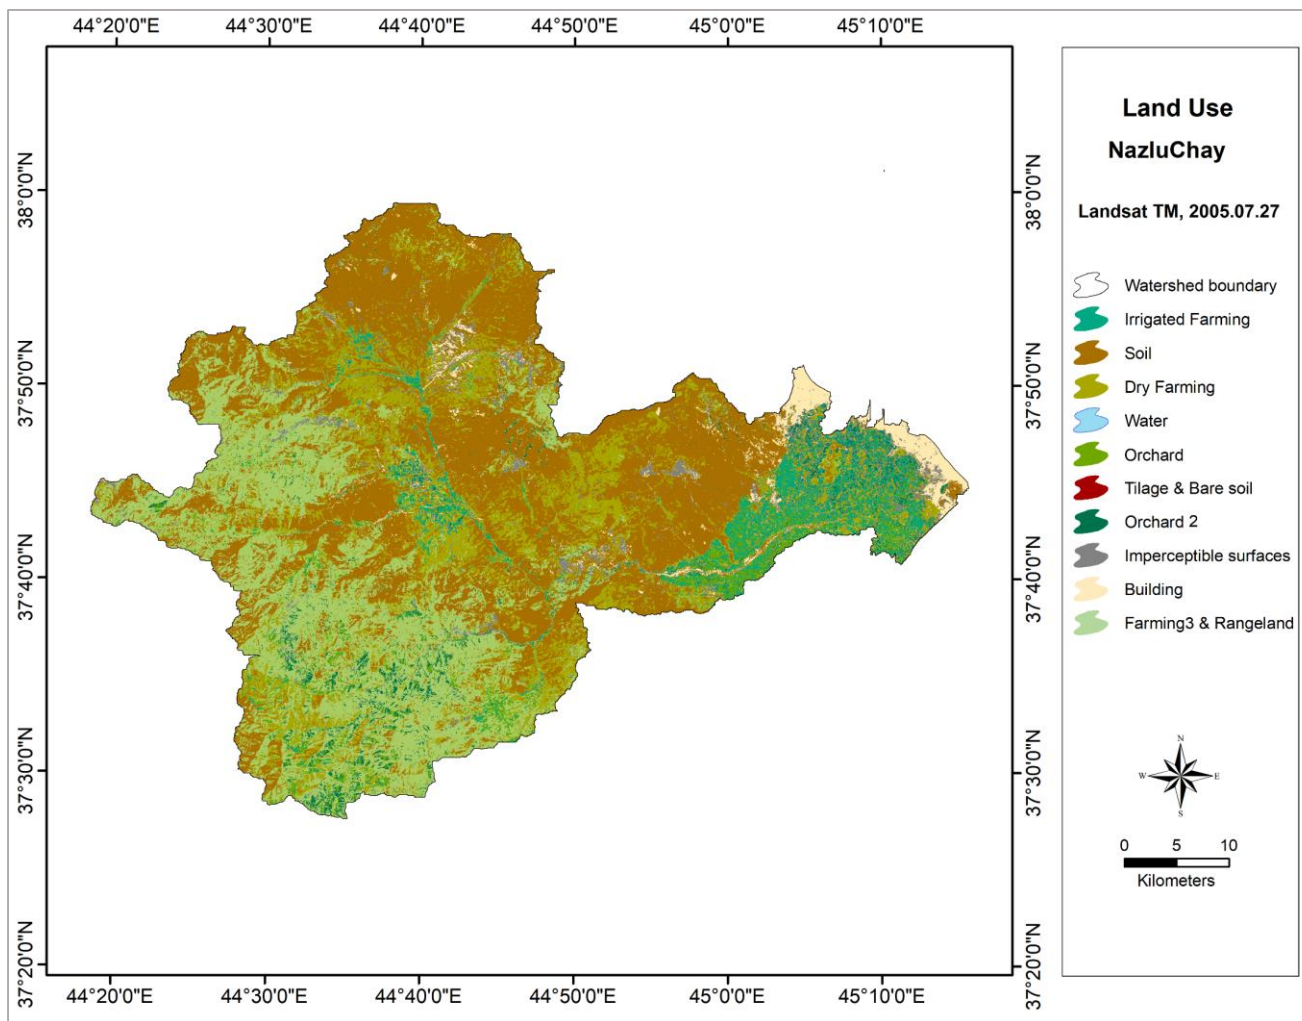 44°20'0"E 44°30'0"E 44°40'0"E 44°50'0"E 45°0'0"E 45°10'0"E
38°0'0"N
37°50'0"N
37°40'0"N
37°30'0"N
37°20'0"N
38°0'0"N
37°50'0"N
37°40'0"N
37°30'0"N
37°20'0"N
44°20'0"E 44°30'0"E 44°40'0"E 44°50'0"E 45°0'0"E 45°10'0"E
Land Use
NazluChay
Landsat TM, 2005.07.27
Watershed boundary
Irrigated Farming
Soil
Dry Farming
Water
Orchard
Tilage & Bare soil
Orchard 2
Imperceptible surfaces
Building
Farming3 & Rangeland
N
W E
S
0 5 10
Kilometers